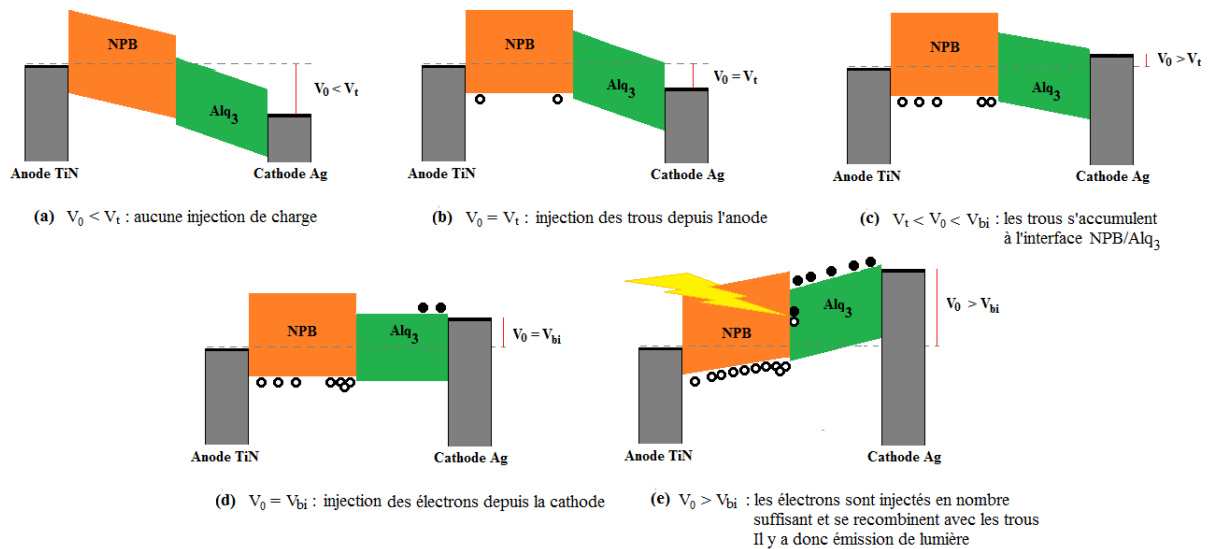 NPB
Alq3
V0 < Vt
Anode TiN
Cathode Ag
(a) V0 < Vt : aucune injection de charge
NPB
Alq3
V0 = Vt
Anode TiN
Cathode Ag
(b) V0 = Vt : injection des trous depuis l'anode
NPB
Alq3
V0 > Vt
Anode TiN
Cathode Ag
(c) Vt < V0 < Vbi : les trous s'accumulent
à l'interface NPB/Alq3
NPB
Alq3
V0 = Vbi
Anode TiN
Cathode Ag
(d) V0 = Vbi : injection des électrons depuis la cathode
NPB
Alq3
V0 > Vbi
Anode TiN
Cathode Ag
(e) V0 > Vbi : les électrons sont injectés en nombre
suffisant et se recombinent avec les trous
Il y a donc émission de lumière